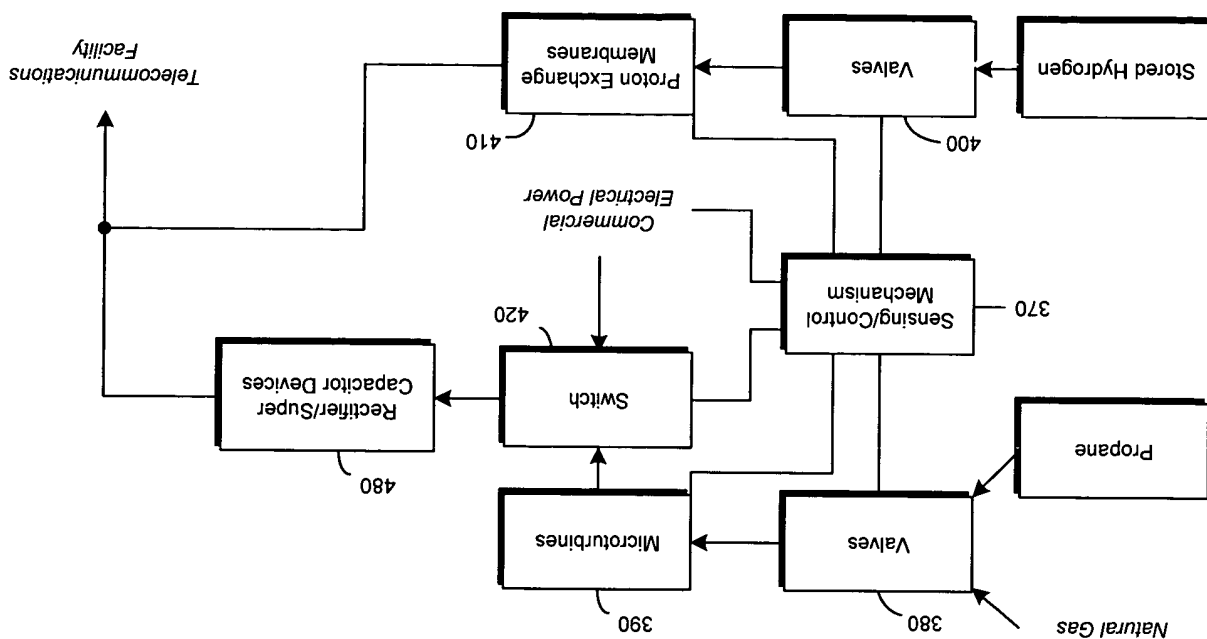 Natural Gas
380
390
Valves
Microturbines
480
Propane
Switch
Rectifier/Super
Capacitor Devices
420
370
Sensing/Control
Mechanism
Commercial
Electrical Power
400
410
Stored Hydrogen
Valves
Proton Exchange
Membranes
Telecommunications
Facility